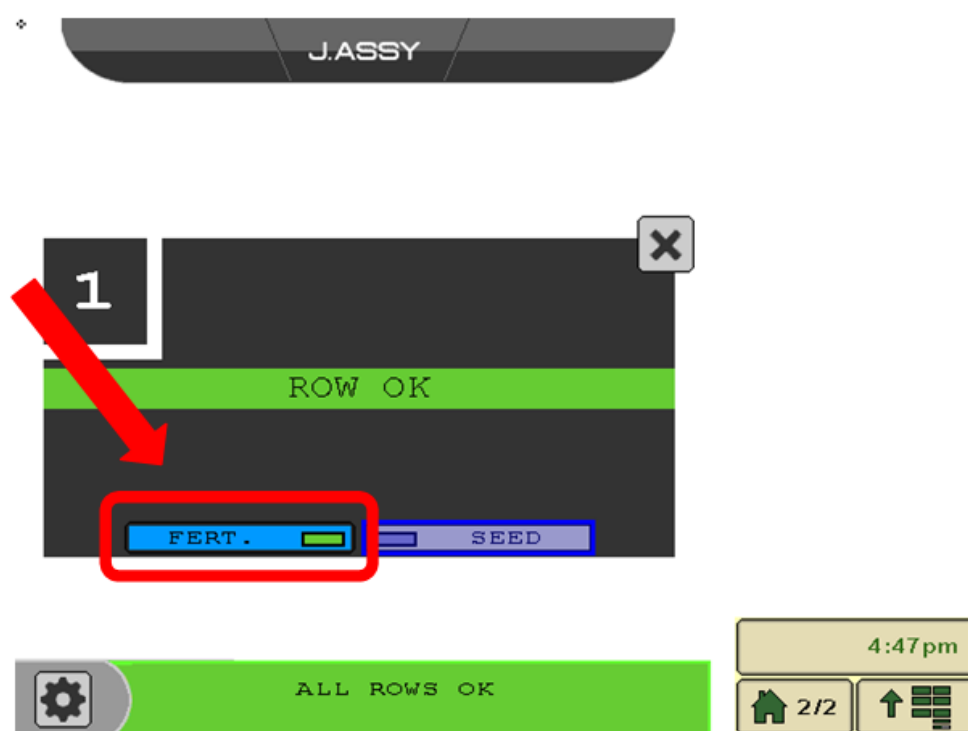 J.ASSY
1
ROW OK
FERT.
SEED
4:47pm
ALL ROWS OK
2/2